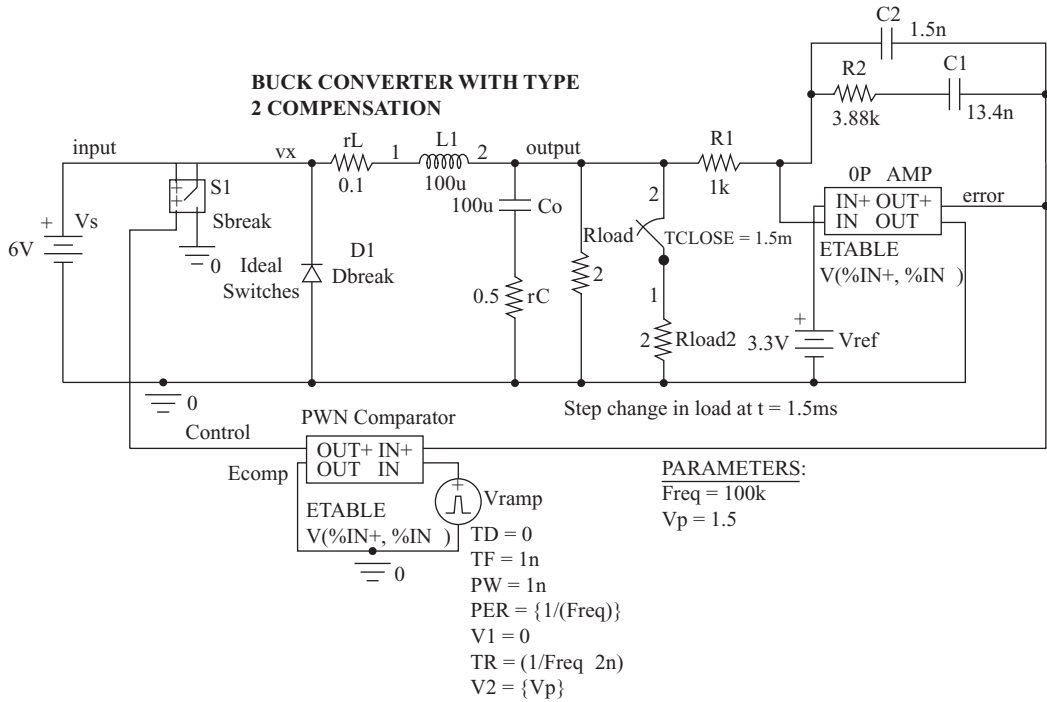 C2
1.5n
R2
C1
3.88k
13.4n
BUCK CONVERTER WITH TYPE
2 COMPENSATION
input
vx
rL
1
L1
2
output
R1
0.1
100u
1k
S1
Sbreak
0
+
Vs
6V
100u
Co
2
Rload
TCLOSE = 1.5m
0P AMP
IN+ OUT+
IN OUT
error
ETABLE
V(%IN+, %IN )
D1
Dbreak
Ideal
Switches
0.5
rC
2
1
2
Rload2
+
3.3V
Vref
0
Step change in load at t = 1.5ms
PWN Comparator
Control
OUT+ IN+
OUT IN
Ecomp
ETABLE
V(%IN+, %IN )
+
Vramp
0
PARAMETERS:
Freq = 100k
Vp = 1.5
TD = 0
TF = 1n
PW = 1n
PER = {1/(Freq)}
V1 = 0
TR = (1/Freq 2n)
V2 = {Vp}